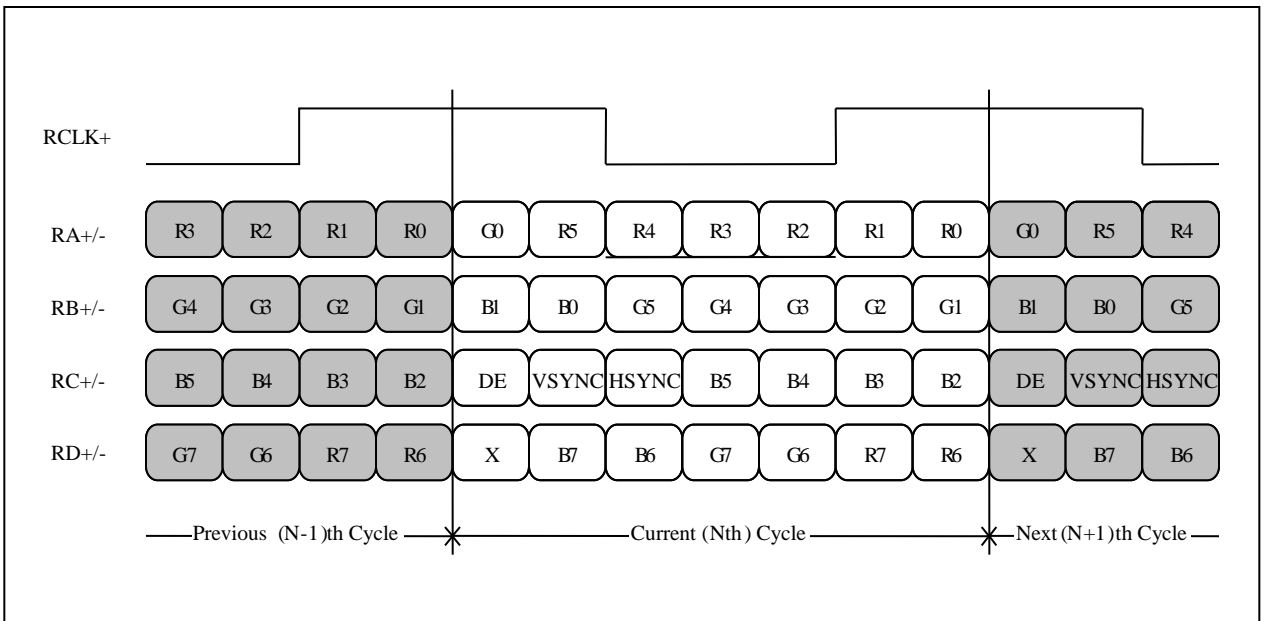 RCLK+
RA+/- R3 R2 R1 R0 G0 R5 R4 R3 R2 R1 R0 G0 R5 R4
RB+/- G4 G3 G2 G1 B1 B0 G5 G4 G3 G2 G1 B1 B0 G5
RC+/- B5 B4 B3 B2 DE VSYNC HSYNC B5 B4 B3 B2 DE VSYNC HSYNC
RD+/- G7 G6 R7 R6 X B7 B6 G7 G6 R7 R6 X B7 B6
Previous (N-1)th Cycle Current (Nth) Cycle Next (N+1)th Cycle